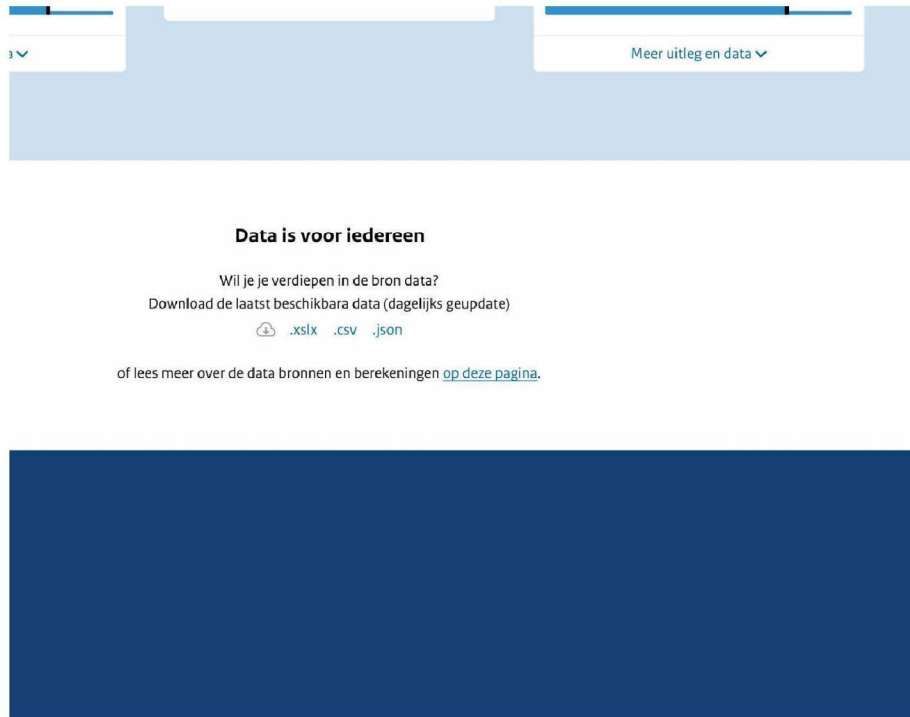 a
Meer uitleg en data
Data is voor iedereen
Wil je je verdiepen in de bron data?
Download de laatst beschikbara data (dagelijks geupdate)
.xslx .csv .json
of lees meer over de data bronnen en berekeningen op deze pagina.